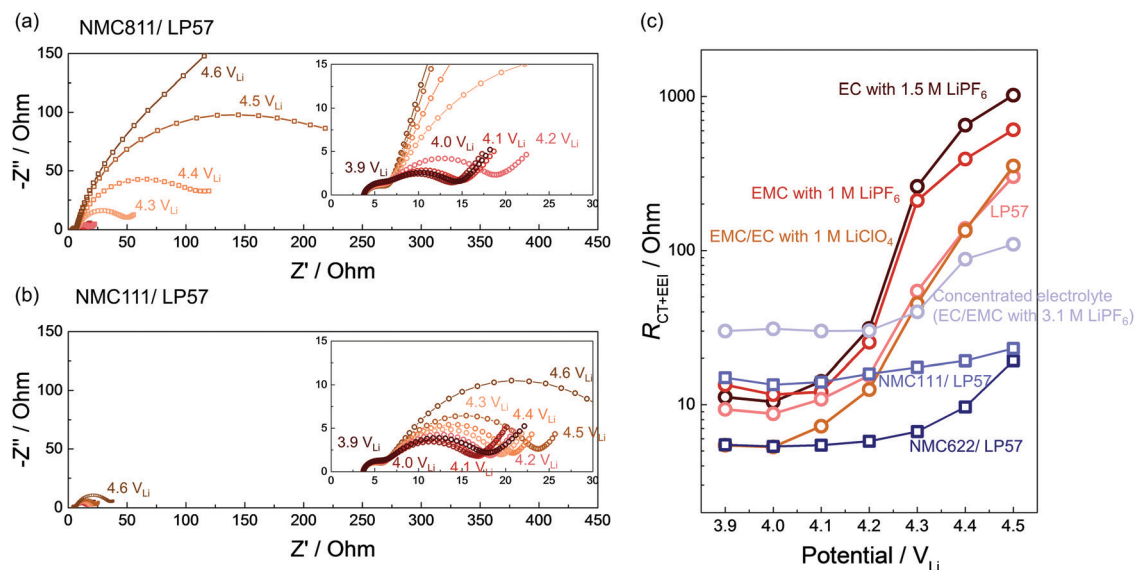 (a)
NMC811/ LP57
150
100
50
0
-Z" / Ohm
4.6 V_Li
4.5 V_Li
4.4 V_Li
4.3 V_Li
15
10
5
0
3.9 V_Li
4.0 V_Li
4.1 V_Li
4.2 V_Li
0 5 10 15 20 25 30
0 50 100 150 200 250 300 350 400 450
Z' / Ohm
(b)
NMC111/ LP57
150
100
50
0
-Z" / Ohm
4.6 V_Li
15
10
5
0
4.6 V_Li
4.3 V_Li
4.4 V_Li
4.5 V_Li
3.9 V_Li
4.0 V_Li
4.1 V_Li
4.2 V_Li
0 5 10 15 20 25 30
0 50 100 150 200 250 300 350 400 450
Z' / Ohm
(c)
1000
100
10
R_CT+EEI / Ohm
EC with 1.5 M LiPF₆
EMC with 1 M LiPF₆
LP57
EMC/EC with 1 M LiClO₄
Concentrated electrolyte
(EC/EMC with 3.1 M LiPF₆)
NMC111/ LP57
NMC622/ LP57
3.9 4.0 4.1 4.2 4.3 4.4 4.5
Potential / V_Li